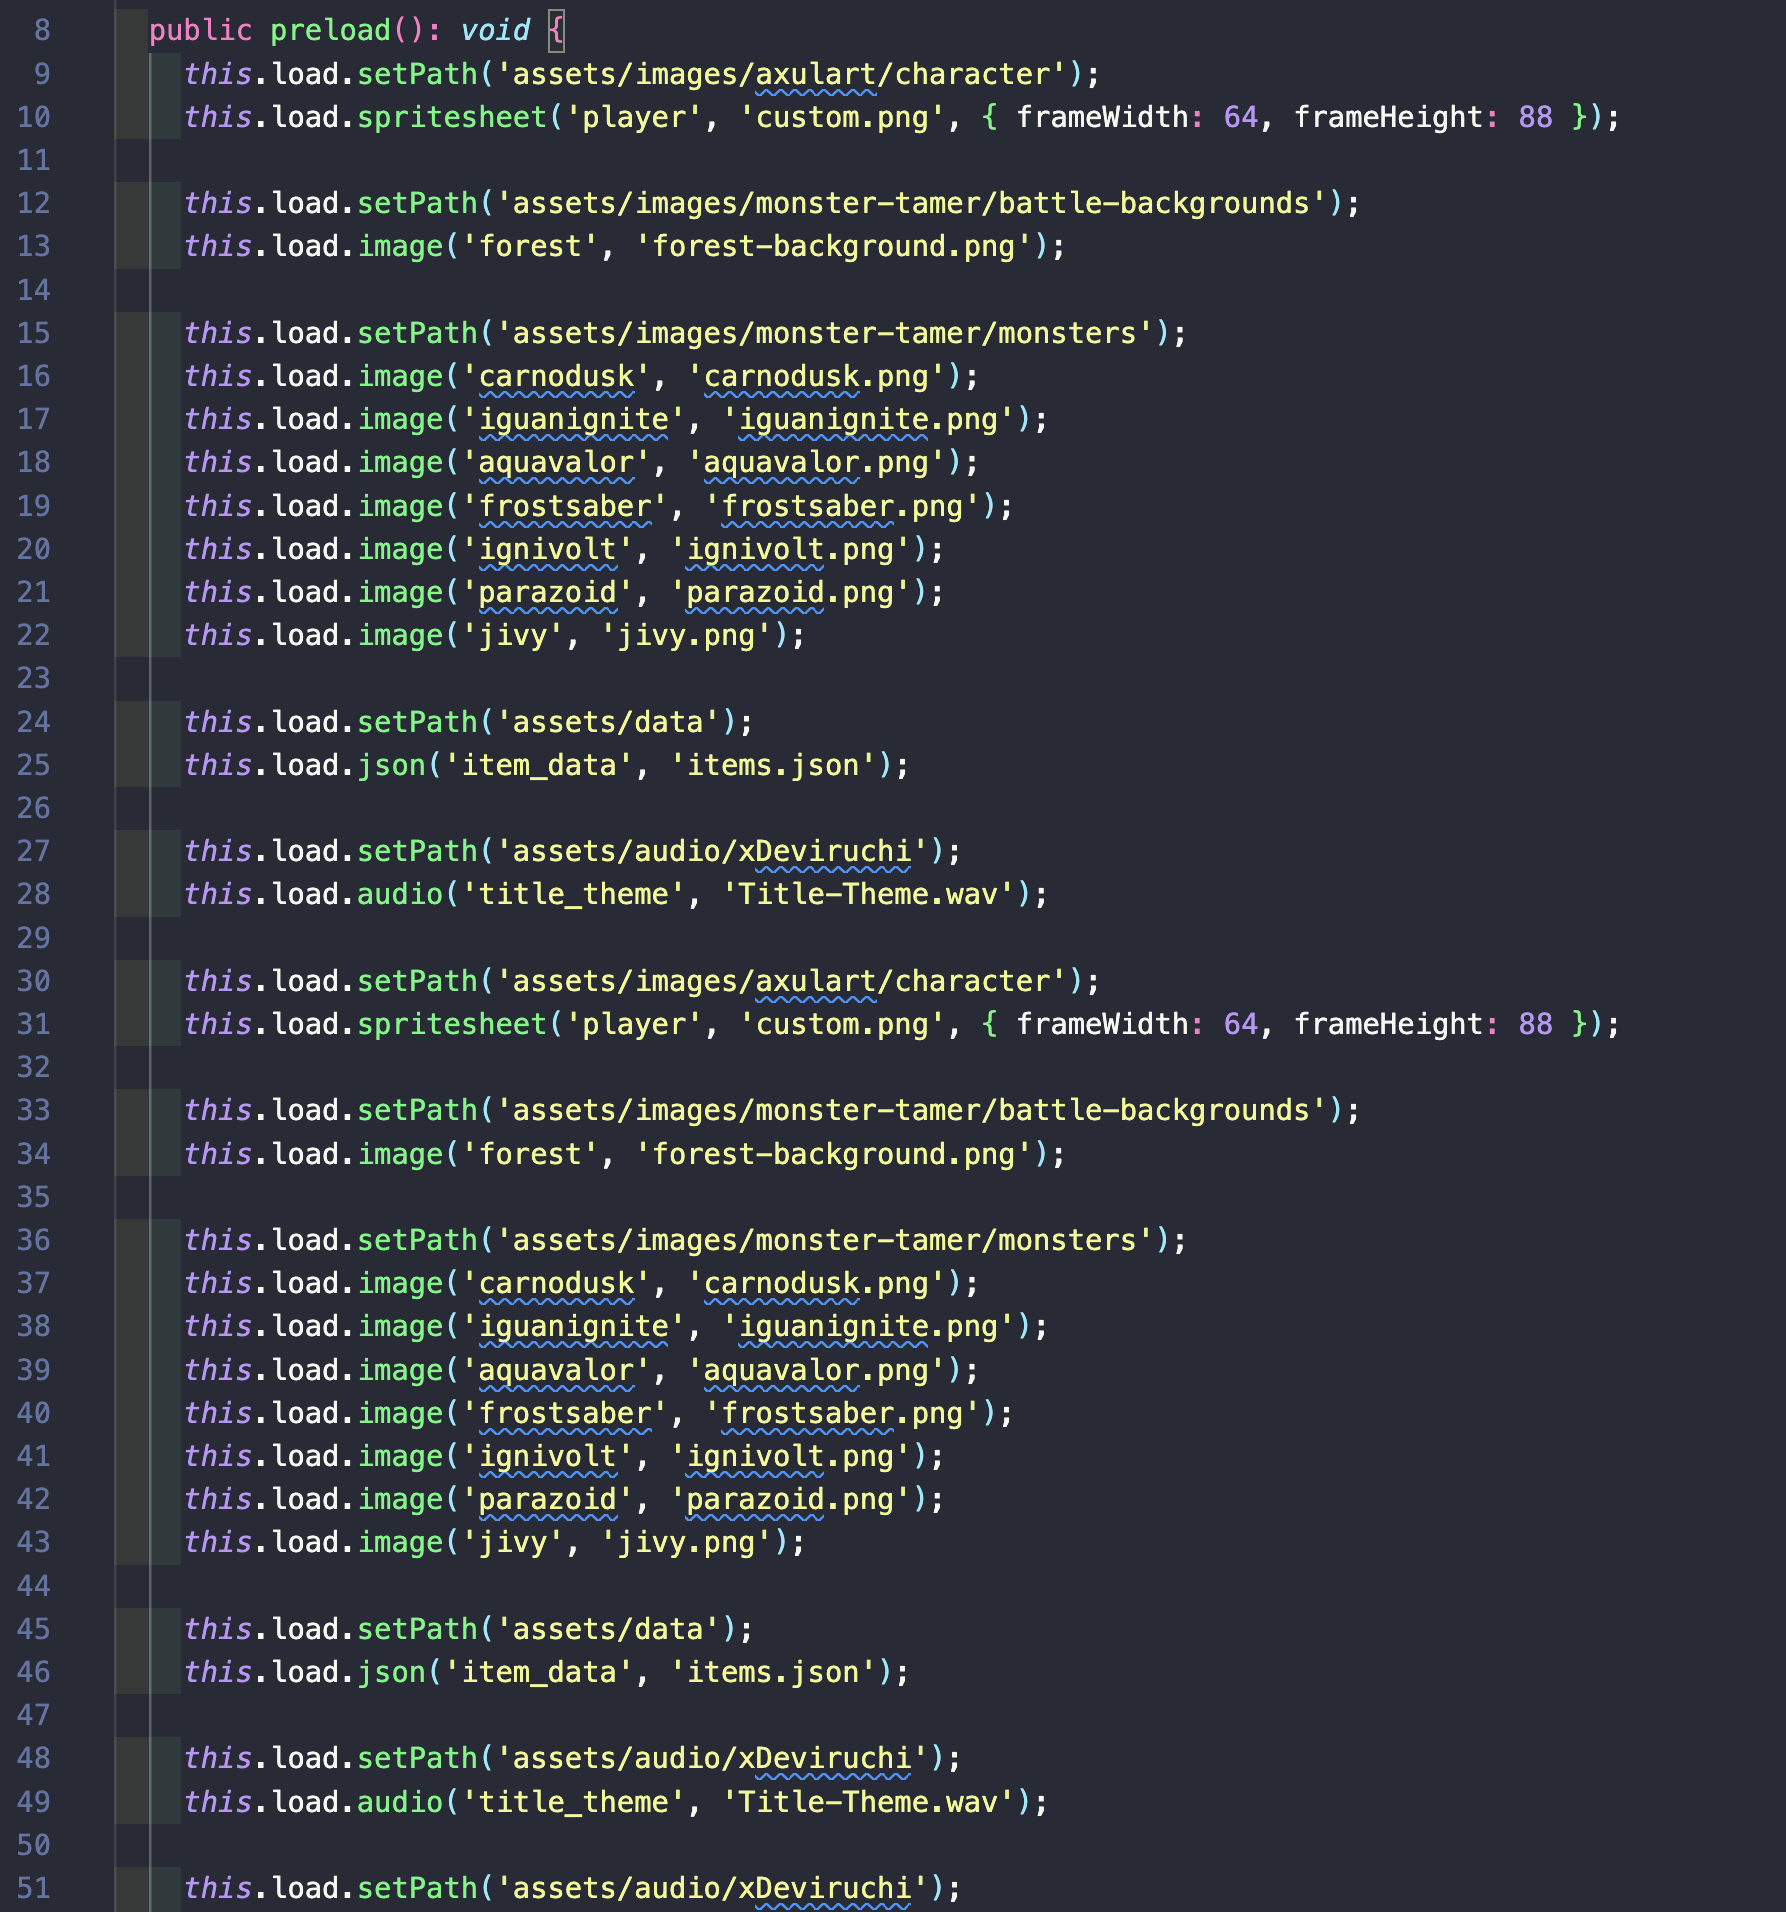 8 public preload(): void {
9 this.load.setPath('assets/images/axulart/character');
10 this.load.spritesheet('player', 'custom.png', { frameWidth: 64, frameHeight: 88 });
11
12 this.load.setPath('assets/images/monster-tamer/battle-backgrounds');
13 this.load.image('forest', 'forest-background.png');
14
15 this.load.setPath('assets/images/monster-tamer/monsters');
16 this.load.image('carnodusk', 'carnodusk.png');
17 this.load.image('iguanignite', 'iguanignite.png');
18 this.load.image('aquavalor', 'aquavalor.png');
19 this.load.image('frostsaber', 'frostsaber.png');
20 this.load.image('ignivolt', 'ignivolt.png');
21 this.load.image('parazoid', 'parazoid.png');
22 this.load.image('jivy', 'jivy.png');
23
24 this.load.setPath('assets/data');
25 this.load.json('item_data', 'items.json');
26
27 this.load.setPath('assets/audio/xDeviruchi');
28 this.load.audio('title_theme', 'Title-Theme.wav');
29
30 this.load.setPath('assets/images/axulart/character');
31 this.load.spritesheet('player', 'custom.png', { frameWidth: 64, frameHeight: 88 });
32
33 this.load.setPath('assets/images/monster-tamer/battle-backgrounds');
34 this.load.image('forest', 'forest-background.png');
35
36 this.load.setPath('assets/images/monster-tamer/monsters');
37 this.load.image('carnodusk', 'carnodusk.png');
38 this.load.image('iguanignite', 'iguanignite.png');
39 this.load.image('aquavalor', 'aquavalor.png');
40 this.load.image('frostsaber', 'frostsaber.png');
41 this.load.image('ignivolt', 'ignivolt.png');
42 this.load.image('parazoid', 'parazoid.png');
43 this.load.image('jivy', 'jivy.png');
44
45 this.load.setPath('assets/data');
46 this.load.json('item_data', 'items.json');
47
48 this.load.setPath('assets/audio/xDeviruchi');
49 this.load.audio('title_theme', 'Title-Theme.wav');
50
51 this.load.setPath('assets/audio/xDeviruchi');